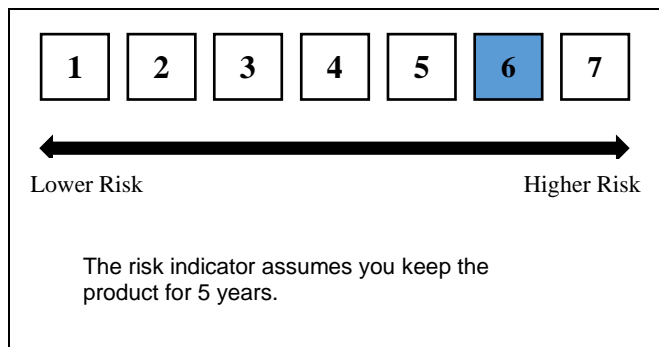 1 2 3 4 5 6 7
Lower Risk Higher Risk
The risk indicator assumes you keep the
product for 5 years.